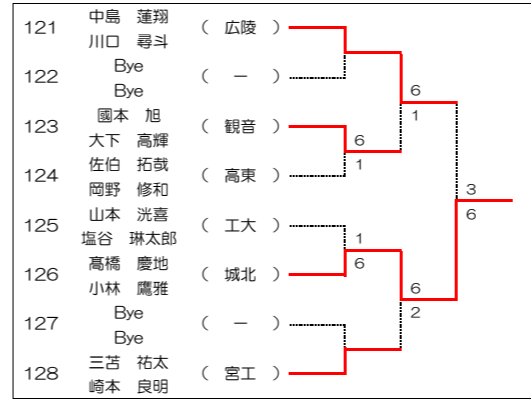 中島　蓮翔
121 （ 広陵 ）
川口　尋斗
Bye
122 （ ー ）
Bye
6
1
國本　旭
123 （ 観音 ）
大下　高輝
6
1
佐伯　拓哉
124 （ 高東 ）
岡野　修和
3
6
山本　洸喜
125 （ 工大 ）
塩谷　琳太郎
1
6
髙橋　慶地
126 （ 城北 ）
小林　鷹雅
6
2
Bye
127 （ ー ）
Bye
三苫　祐太
128 （ 宮工 ）
崎本　良明